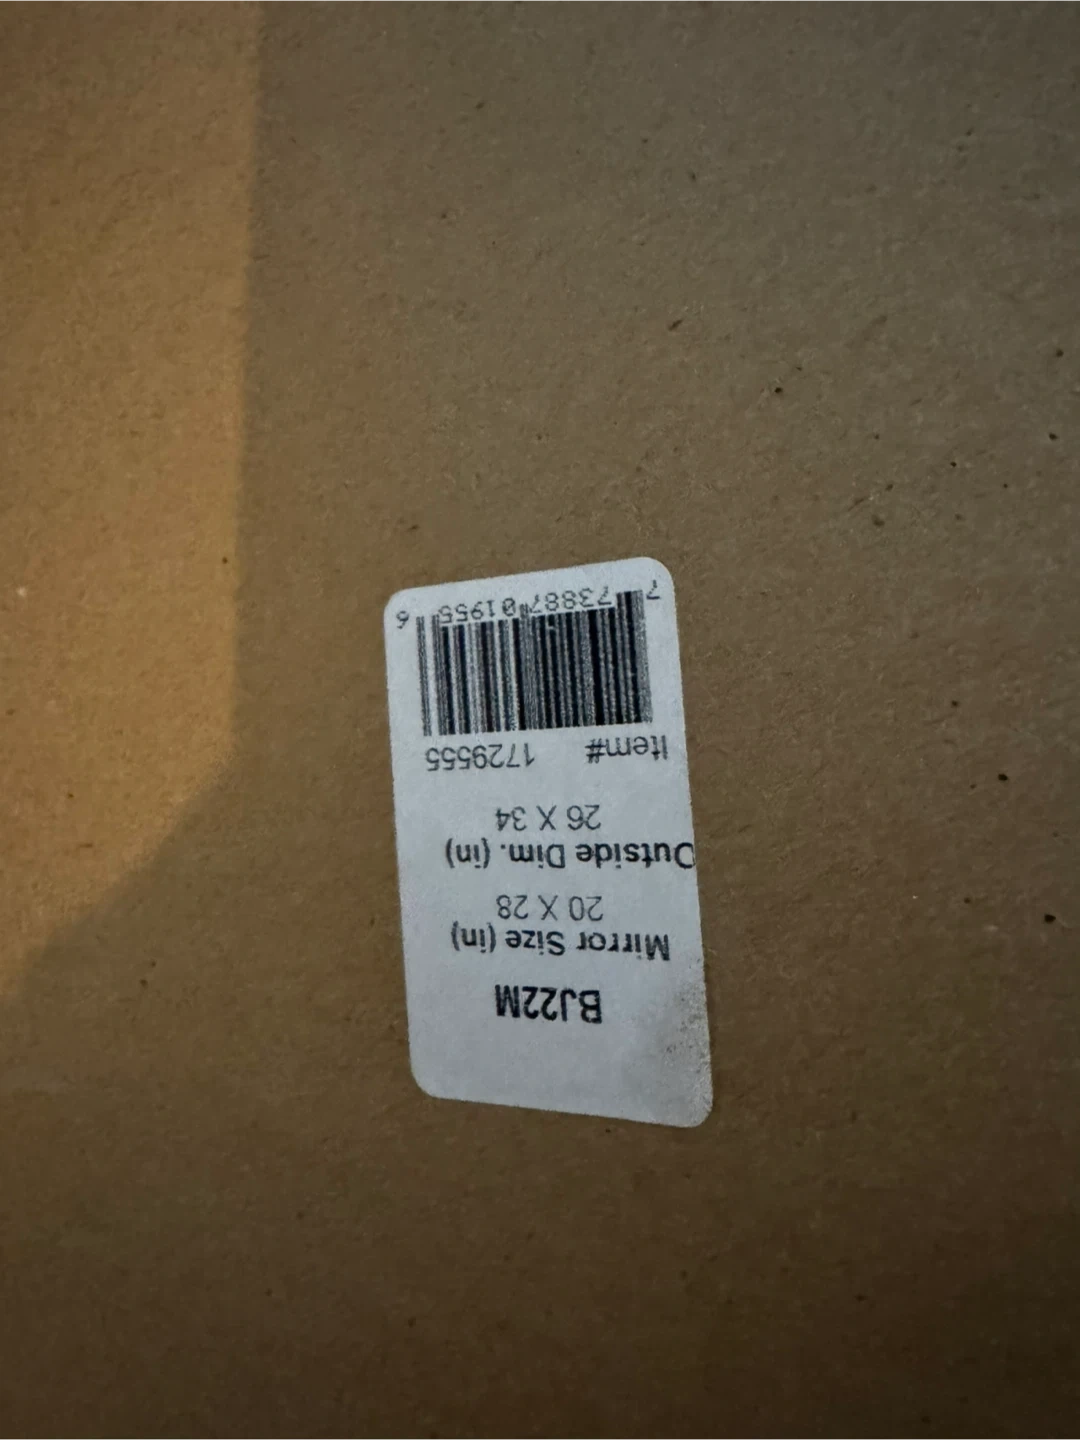 BJ22M
Mirror Size (in)
20 X 28
Outside Dim. (in)
26 X 34
Item# 1729555
7 73887 01955 6